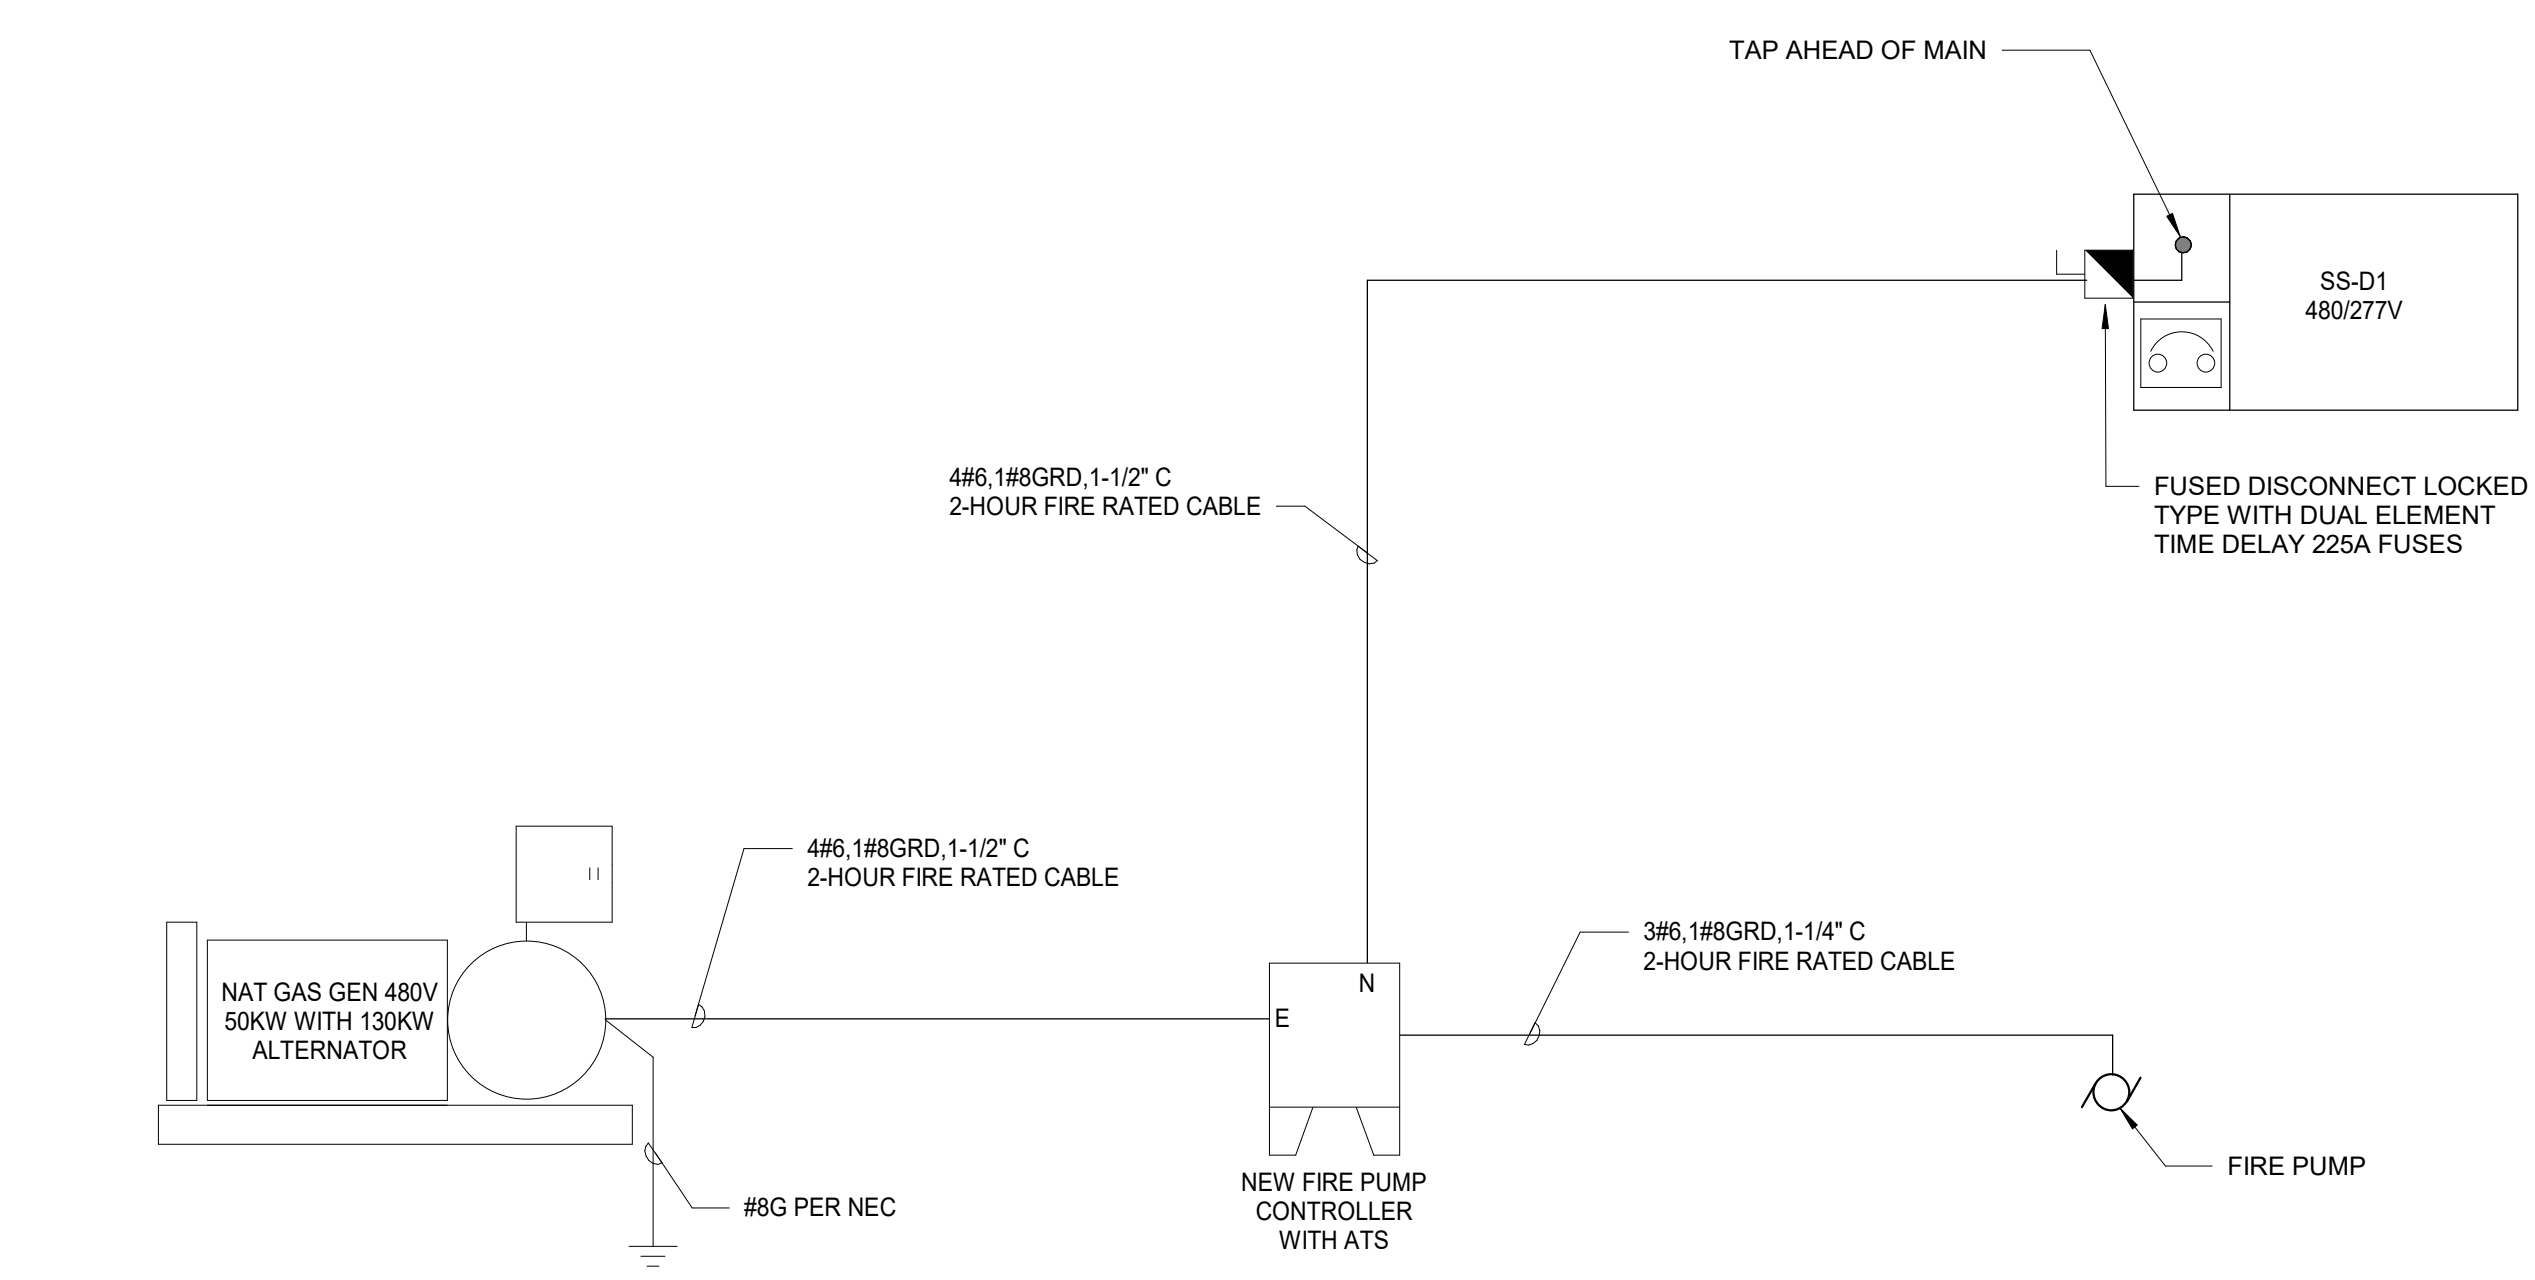 TAP AHEAD OF MAIN
SS-D1
480/277V
4#6,1#8GRD,1-1/2" C
2-HOUR FIRE RATED CABLE
FUSED DISCONNECT LOCKED
TYPE WITH DUAL ELEMENT
TIME DELAY 225A FUSES
4#6,1#8GRD,1-1/2" C
2-HOUR FIRE RATED CABLE
3#6,1#8GRD,1-1/4" C
2-HOUR FIRE RATED CABLE
NAT GAS GEN 480V
50KW WITH 130KW
ALTERNATOR
N
E
FIRE PUMP
#8G PER NEC
NEW FIRE PUMP
CONTROLLER
WITH ATS